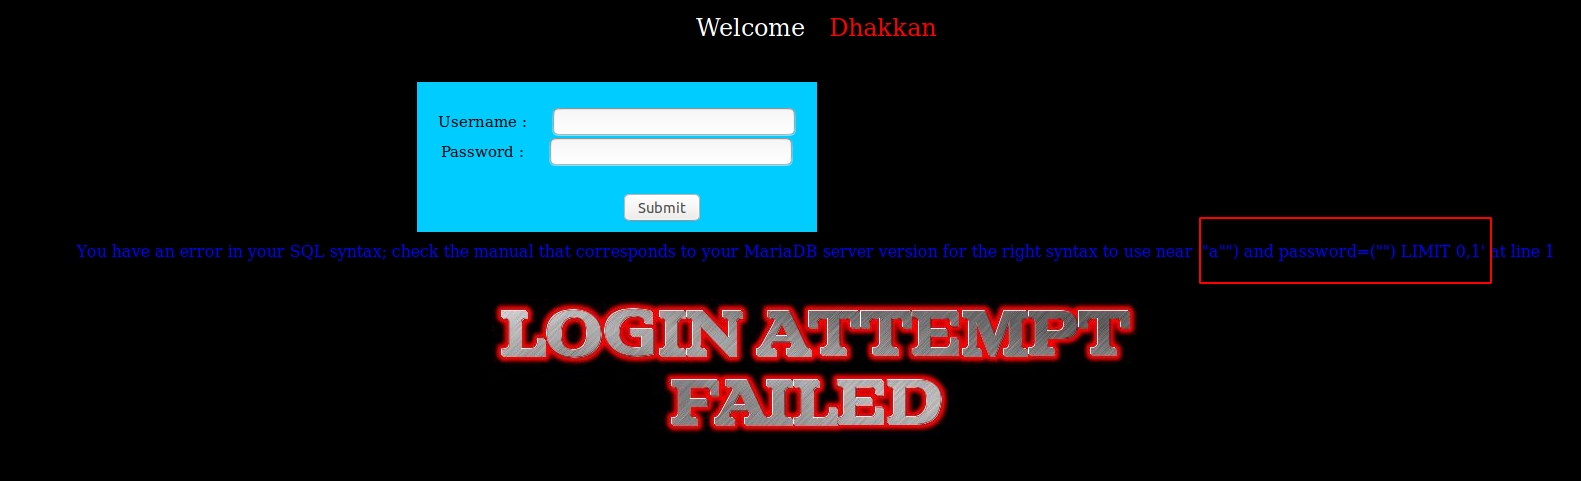 Welcome Dhakkan
Username :
Password :
Submit
You have an error in your SQL syntax; check the manual that corresponds to your MariaDB server version for the right syntax to use near '"a"") and password=("") LIMIT 0,1' at line 1
LOGIN ATTEMPT
FAILED